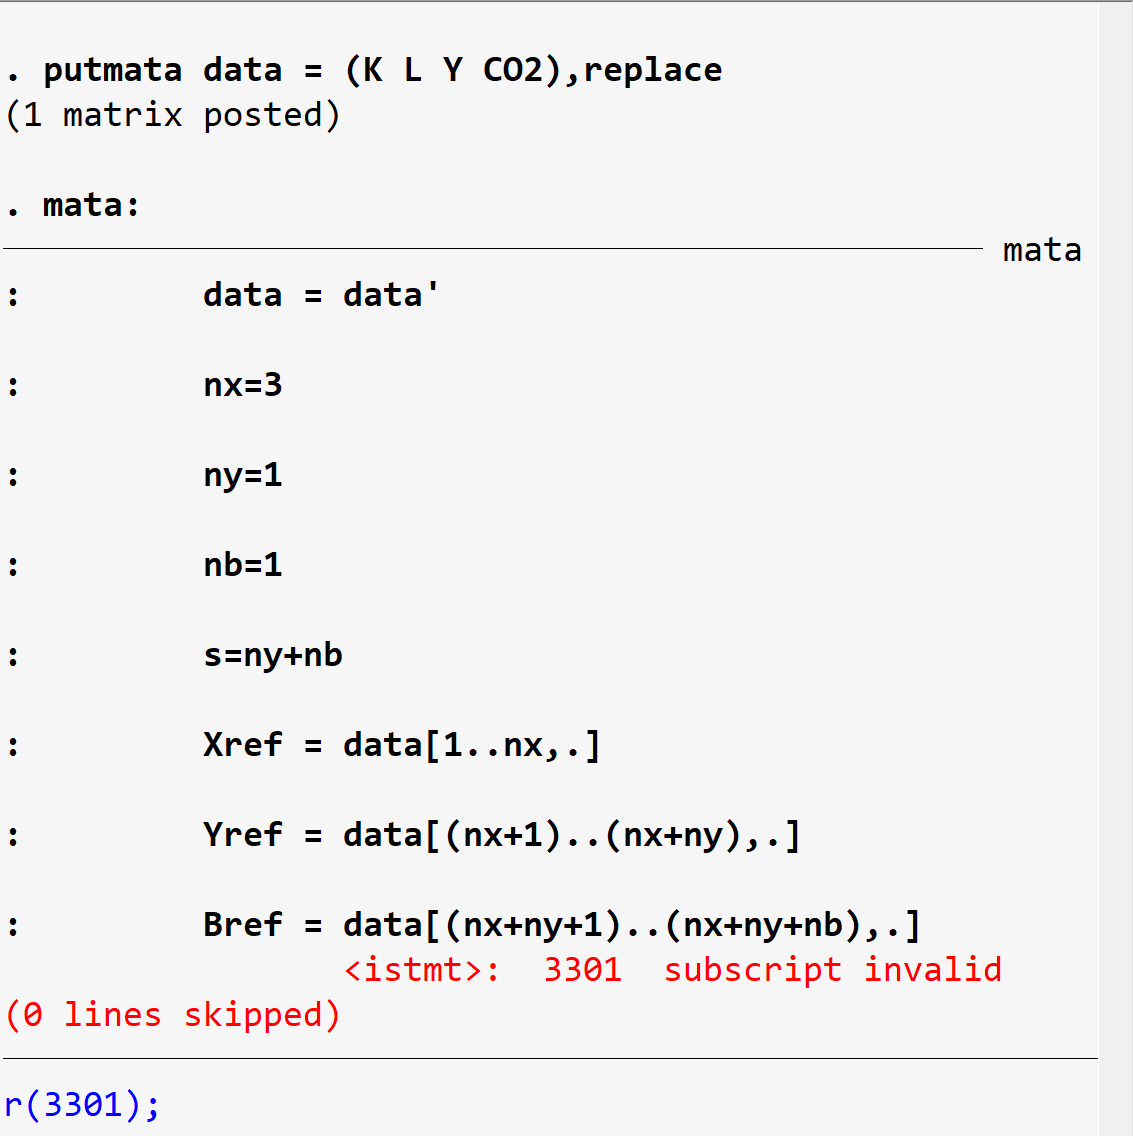 . putmata data = (K L Y CO2),replace
(1 matrix posted)
. mata:
mata
: data = data'
: nx=3
: ny=1
: nb=1
: s=ny+nb
: Xref = data[1..nx,.]
: Yref = data[(nx+1)..(nx+ny),.]
: Bref = data[(nx+ny+1)..(nx+ny+nb),.]
<istmt>: 3301 subscript invalid
(0 lines skipped)
r(3301);